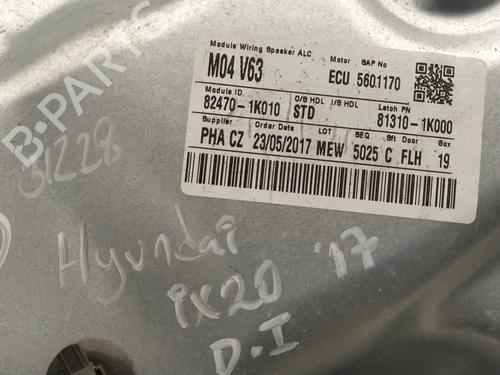 Module Wiring Speaker ALC Motor SAP No
M04 V63 ECU 5601170
Module ID O/S HDL I/S HDL Latch PN
82470-1K010 STD 81310-1K000
Supplier Order Date LOT SEQ Sft Door Box
PHA CZ 23/05/2017 MEW 5025 C FLH 19
B-PARTS
31228
Hyundai '17
ix20
D.I